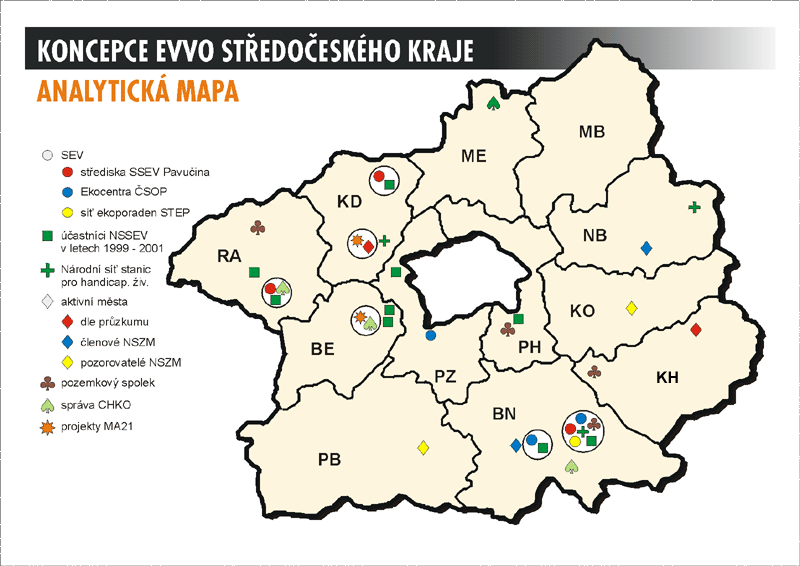 KONCEPCE EVVO STŘEDOČESKÉHO KRAJE
ANALYTICKÁ MAPA
SEV
střediska SSEV Pavučina
Ekocentra ČSOP
síť ekoporaden STEP
účastníci NSSEV
v letech 1999 - 2001
Národní síť stanic
pro handicap. živ.
aktivní města
dle průzkumu
členové NSZM
pozorovatelé NSZM
pozemkový spolek
správa CHKO
projekty MA21
MB
ME
KD
NB
RA
KO
BE
PH
PZ
KH
BN
PB